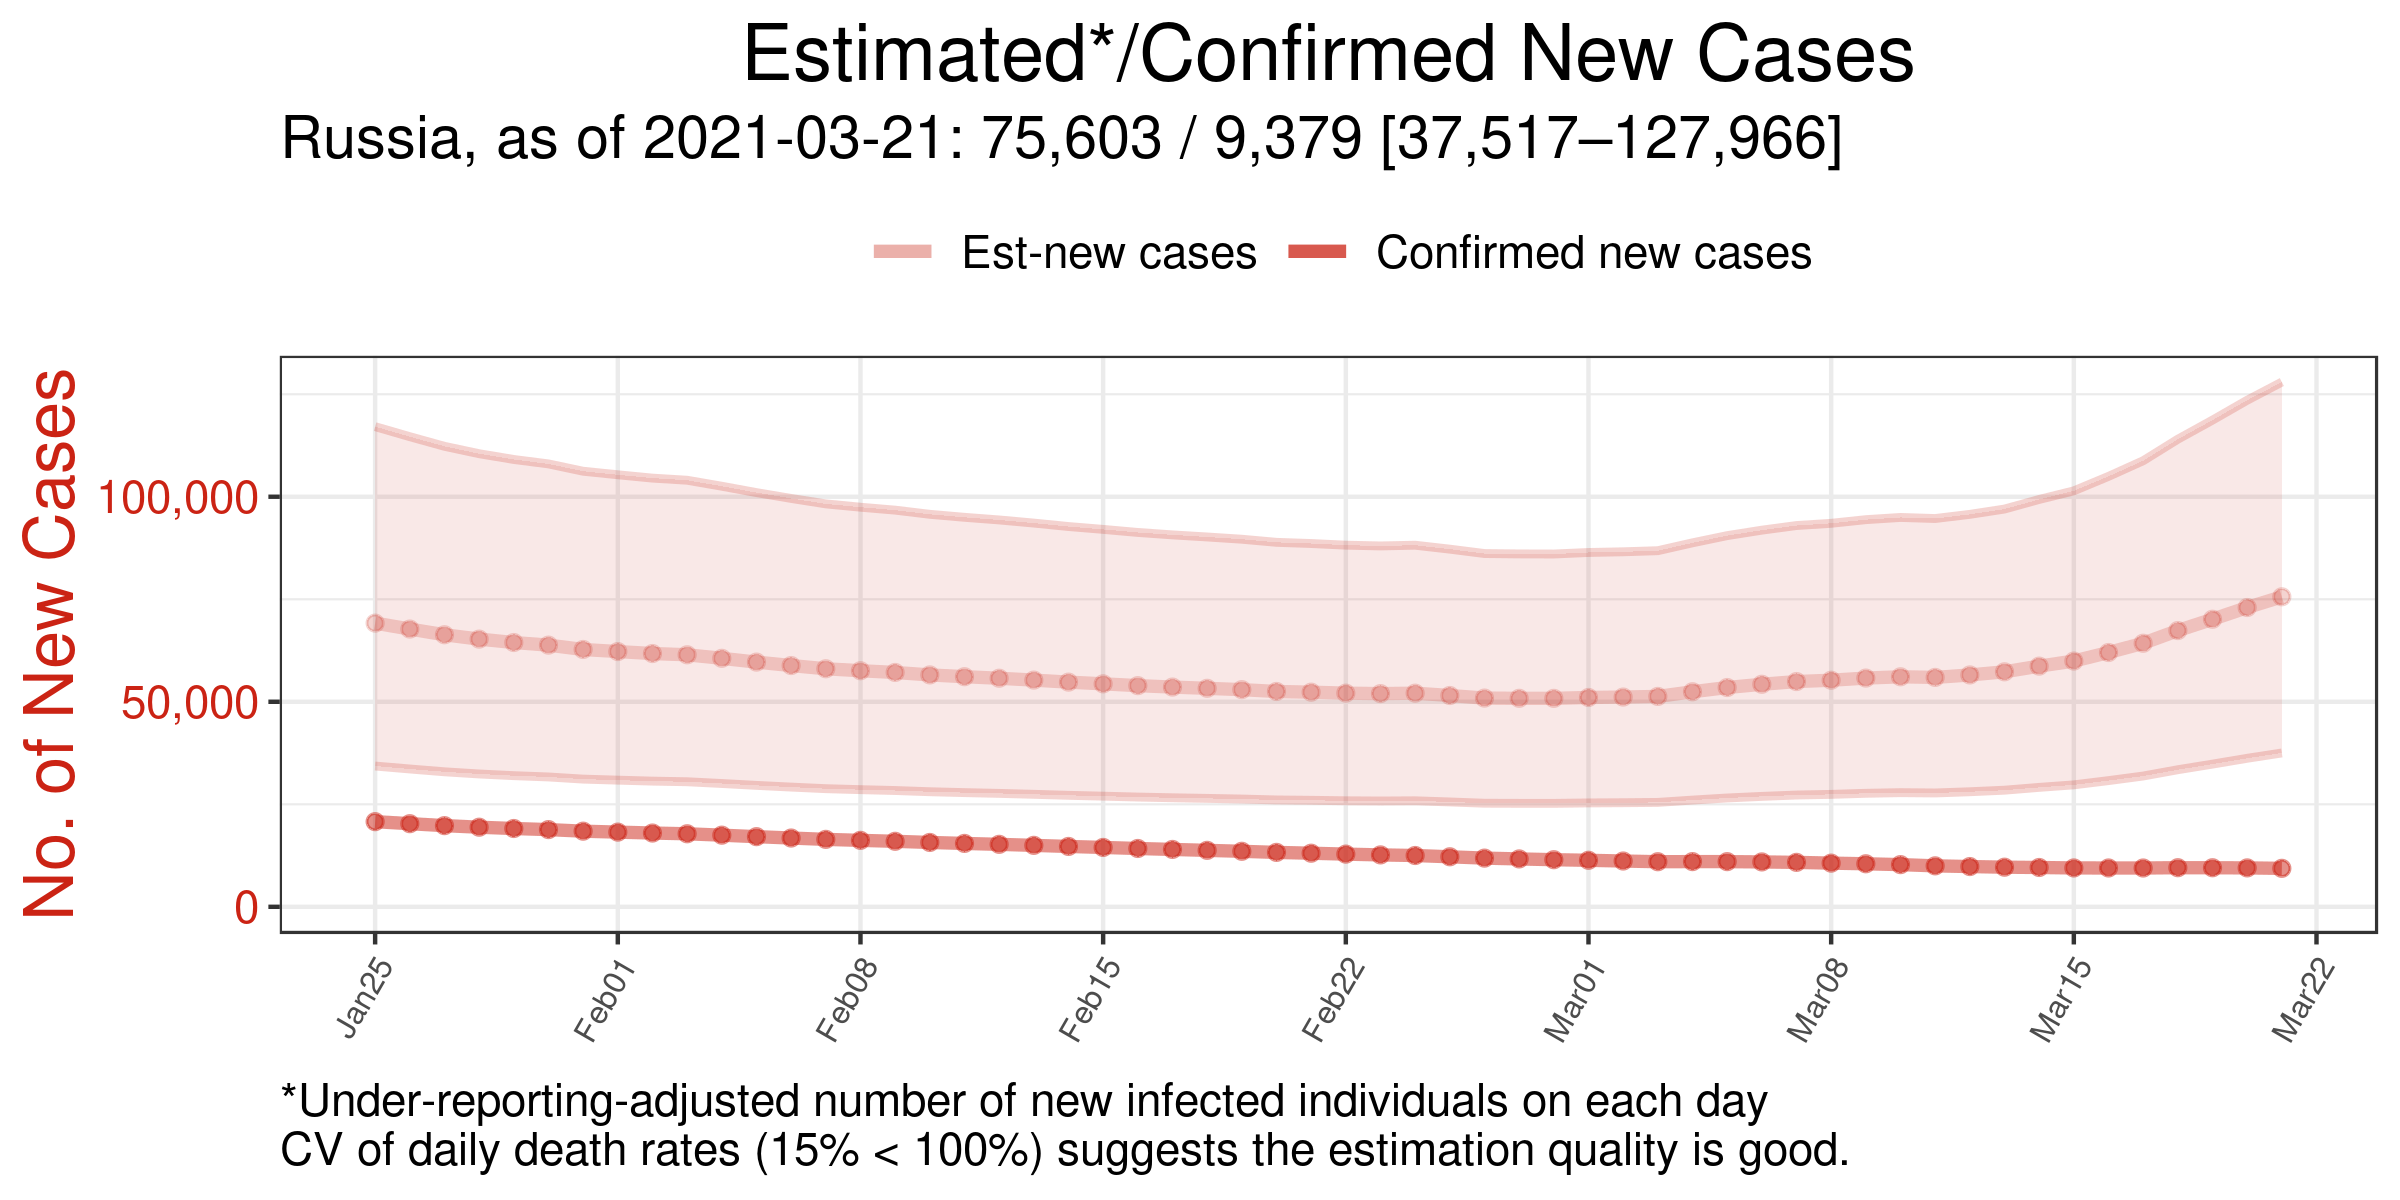 Estimated*/Confirmed New Cases
Russia, as of 2021-03-21: 75,603 / 9,379 [37,517–127,966]
Est-new cases
Confirmed new cases
No. of New Cases
100,000
50,000
0
Jan25
Feb01
Feb08
Feb15
Feb22
Mar01
Mar08
Mar15
Mar22
*Under-reporting-adjusted number of new infected individuals on each day
CV of daily death rates (15% < 100%) suggests the estimation quality is good.